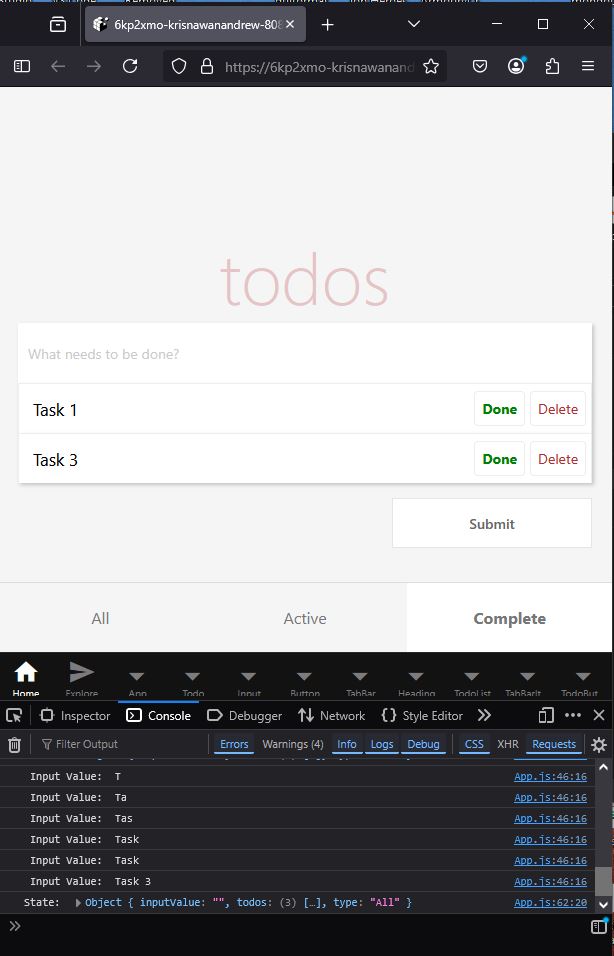 6kp2xmo-krisnawanandrew-808
https://6kp2xmo-krisnawanand
todos
What needs to be done?
Task 1 Done Delete
Task 3 Done Delete
Submit
All Active Complete
Home Explore App Todo Input Button TabBar Heading TodoList TabBarIt TodoBut
Inspector Console Debugger Network Style Editor
Filter Output Errors Warnings (4) Info Logs Debug CSS XHR Requests
Input Value: T App.js:46:16
Input Value: Ta App.js:46:16
Input Value: Tas App.js:46:16
Input Value: Task App.js:46:16
Input Value: Task App.js:46:16
Input Value: Task 3 App.js:46:16
State: Object { inputValue: "", todos: (3) […], type: "All" } App.js:62:20